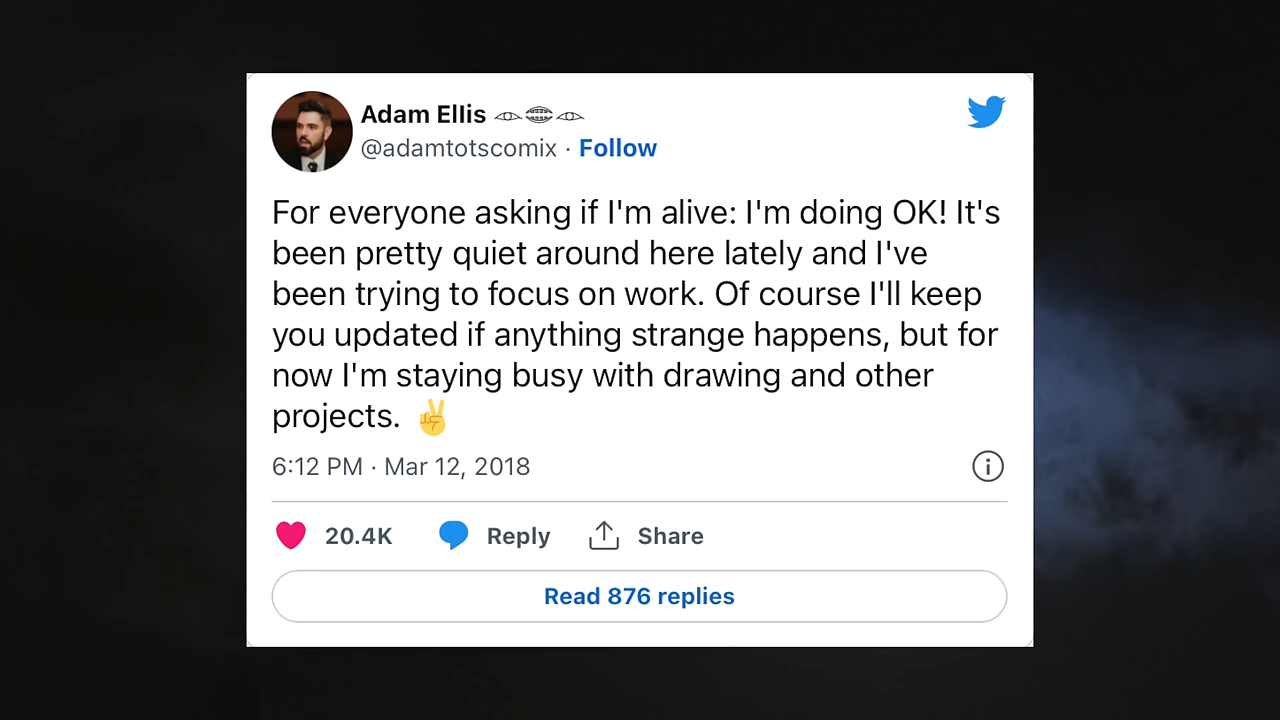 Adam Ellis
@adamtotscomix · Follow
For everyone asking if I'm alive: I'm doing OK! It's
been pretty quiet around here lately and I've
been trying to focus on work. Of course I'll keep
you updated if anything strange happens, but for
now I'm staying busy with drawing and other
projects. ✌️
6:12 PM · Mar 12, 2018
20.4K Reply Share
Read 876 replies